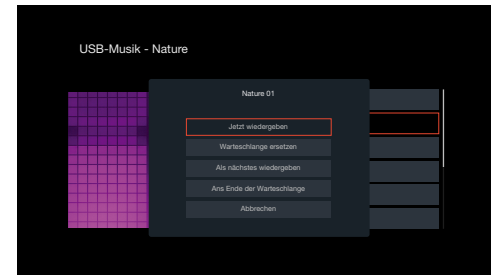 USB-Musik - Nature
Nature 01
Jetzt wiedergeben
Warteschlange ersetzen
Als nächstes wiedergeben
Ans Ende der Warteschlange
Abbrechen